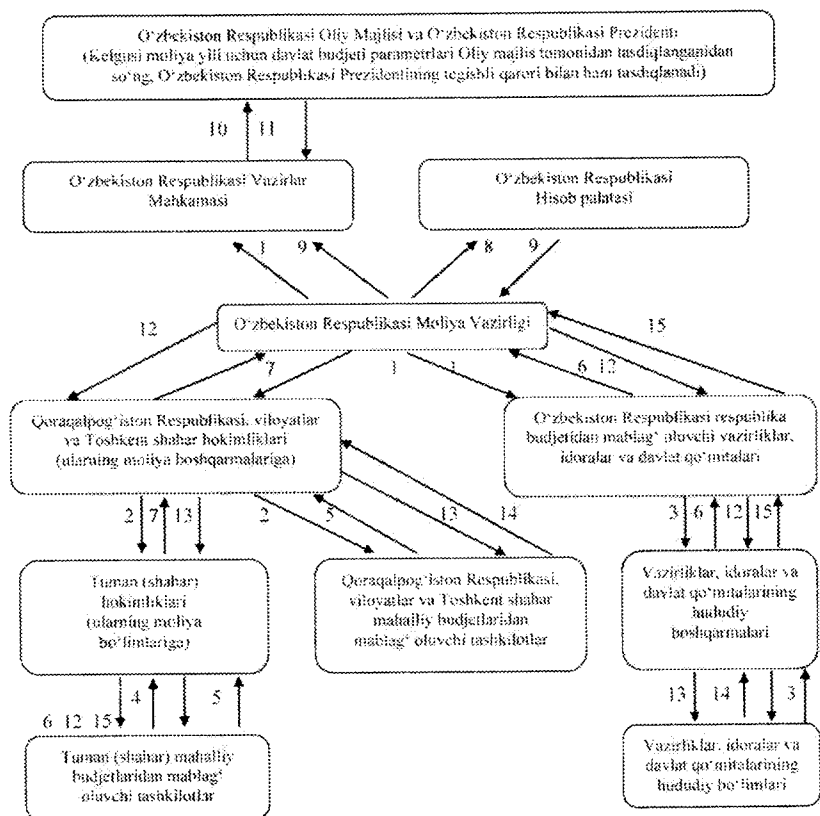 O‘zbekiston Respublikasi Oliy Majlisi va O‘zbekiston Respublikasi Prezidenti
(Kelgusi moliya yili uchun davlat budjeti parametrlari Oliy majlis tomonidan tasdiqlanganidan
so‘ng, O‘zbekiston Respublikasi Prezidentining tegishli qarori bilan ham tasdiqlanadi)
10 11
O‘zbekiston Respublikasi Vazirlar
Mahkamasi
O‘zbekiston Respublikasi
Hisob palatasi
1 9 8 9
O‘zbekiston Respublikasi Moliya Vazirligi
12 15
7 1 1 6 12
Qoraqalpog‘iston Respublikasi, viloyatlar
va Toshkent shahar hokimliklari
(ularning moliya boshqarmalariga)
O‘zbekiston Respublikasi respublika
budjetidan mablag‘ oluvchi vazirliklar,
idoralar va davlat qo‘mitalari
2 7 13 2 5 13 14 3 6 12 15
Tuman (shahar)
hokimliklari
(ularning moliya
bo‘limlariga)
Qoraqalpog‘iston Respublikasi,
viloyatlar va Toshkent shahar
mahalliy budjetlaridan
mablag‘ oluvchi tashkilotlar
Vazirliklar, idoralar va
davlat qo‘mitalarining
hududiy
boshqarmalari
6 12 15 4 5 13 14 3
Tuman (shahar) mahalliy
budjetlaridan mablag‘
oluvchi tashkilotlar
Vazirliklar, idoralar va
davlat qo‘mitalarining
hududiy bo‘limlari